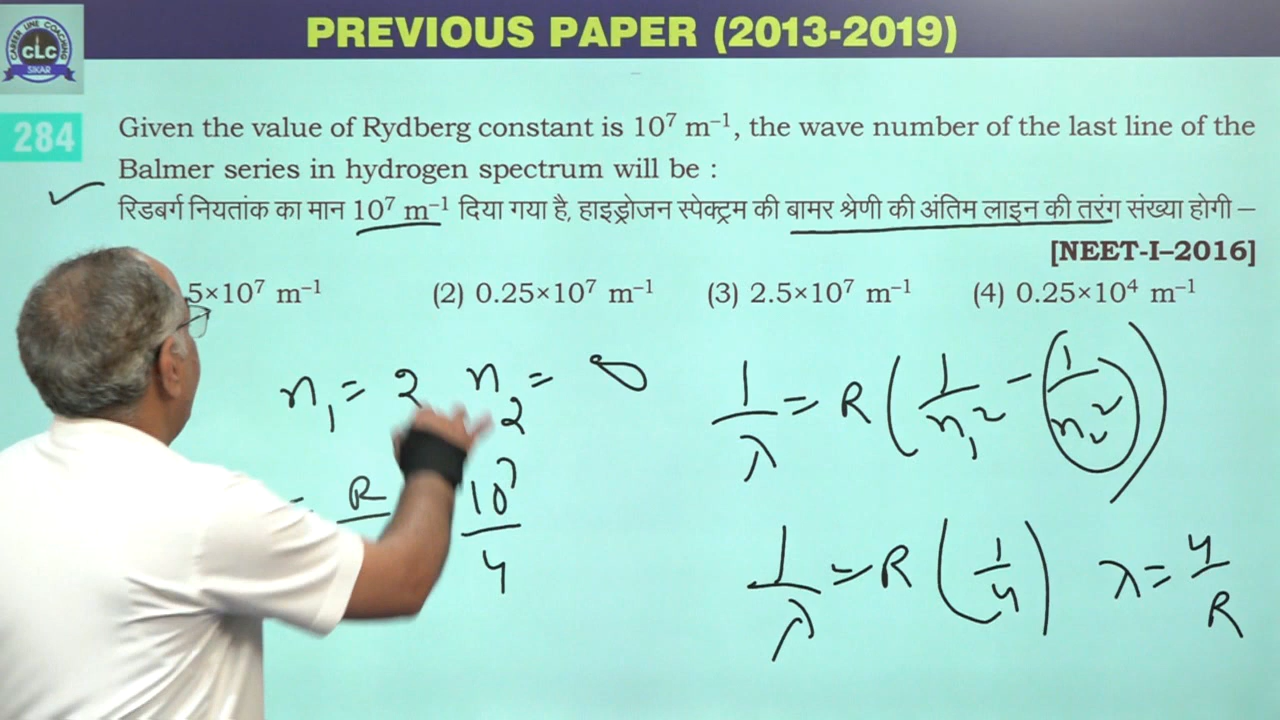 PREVIOUS PAPER (2013-2019)
CAREER LINE COACHING
CLC
SIKAR
284
Given the value of Rydberg constant is 10⁷ m⁻¹, the wave number of the last line of the
Balmer series in hydrogen spectrum will be :
रिडबर्ग नियतांक का मान 10⁷ m⁻¹ दिया गया है, हाइड्रोजन स्पेक्ट्रम की बामर श्रेणी की अंतिम लाइन की तरंग संख्या होगी –
[NEET-I–2016]
5×10⁷ m⁻¹ (2) 0.25×10⁷ m⁻¹ (3) 2.5×10⁷ m⁻¹ (4) 0.25×10⁴ m⁻¹
n₁ = 2 n₂ = ∞
1/λ = R(1/n₁² – 1/n₂²)
= R 10⁷/4
1/λ = R(1/4) λ = 4/R